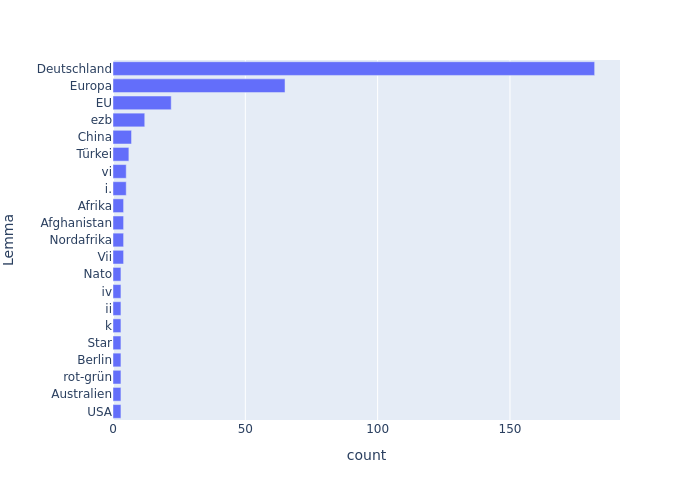 Deutschland
Europa
EU
ezb
China
Türkei
vi
i.
Afrika
Afghanistan
Nordafrika
Vii
Nato
iv
ii
k
Star
Berlin
rot-grün
Australien
USA
0 50 100 150
count
Lemma